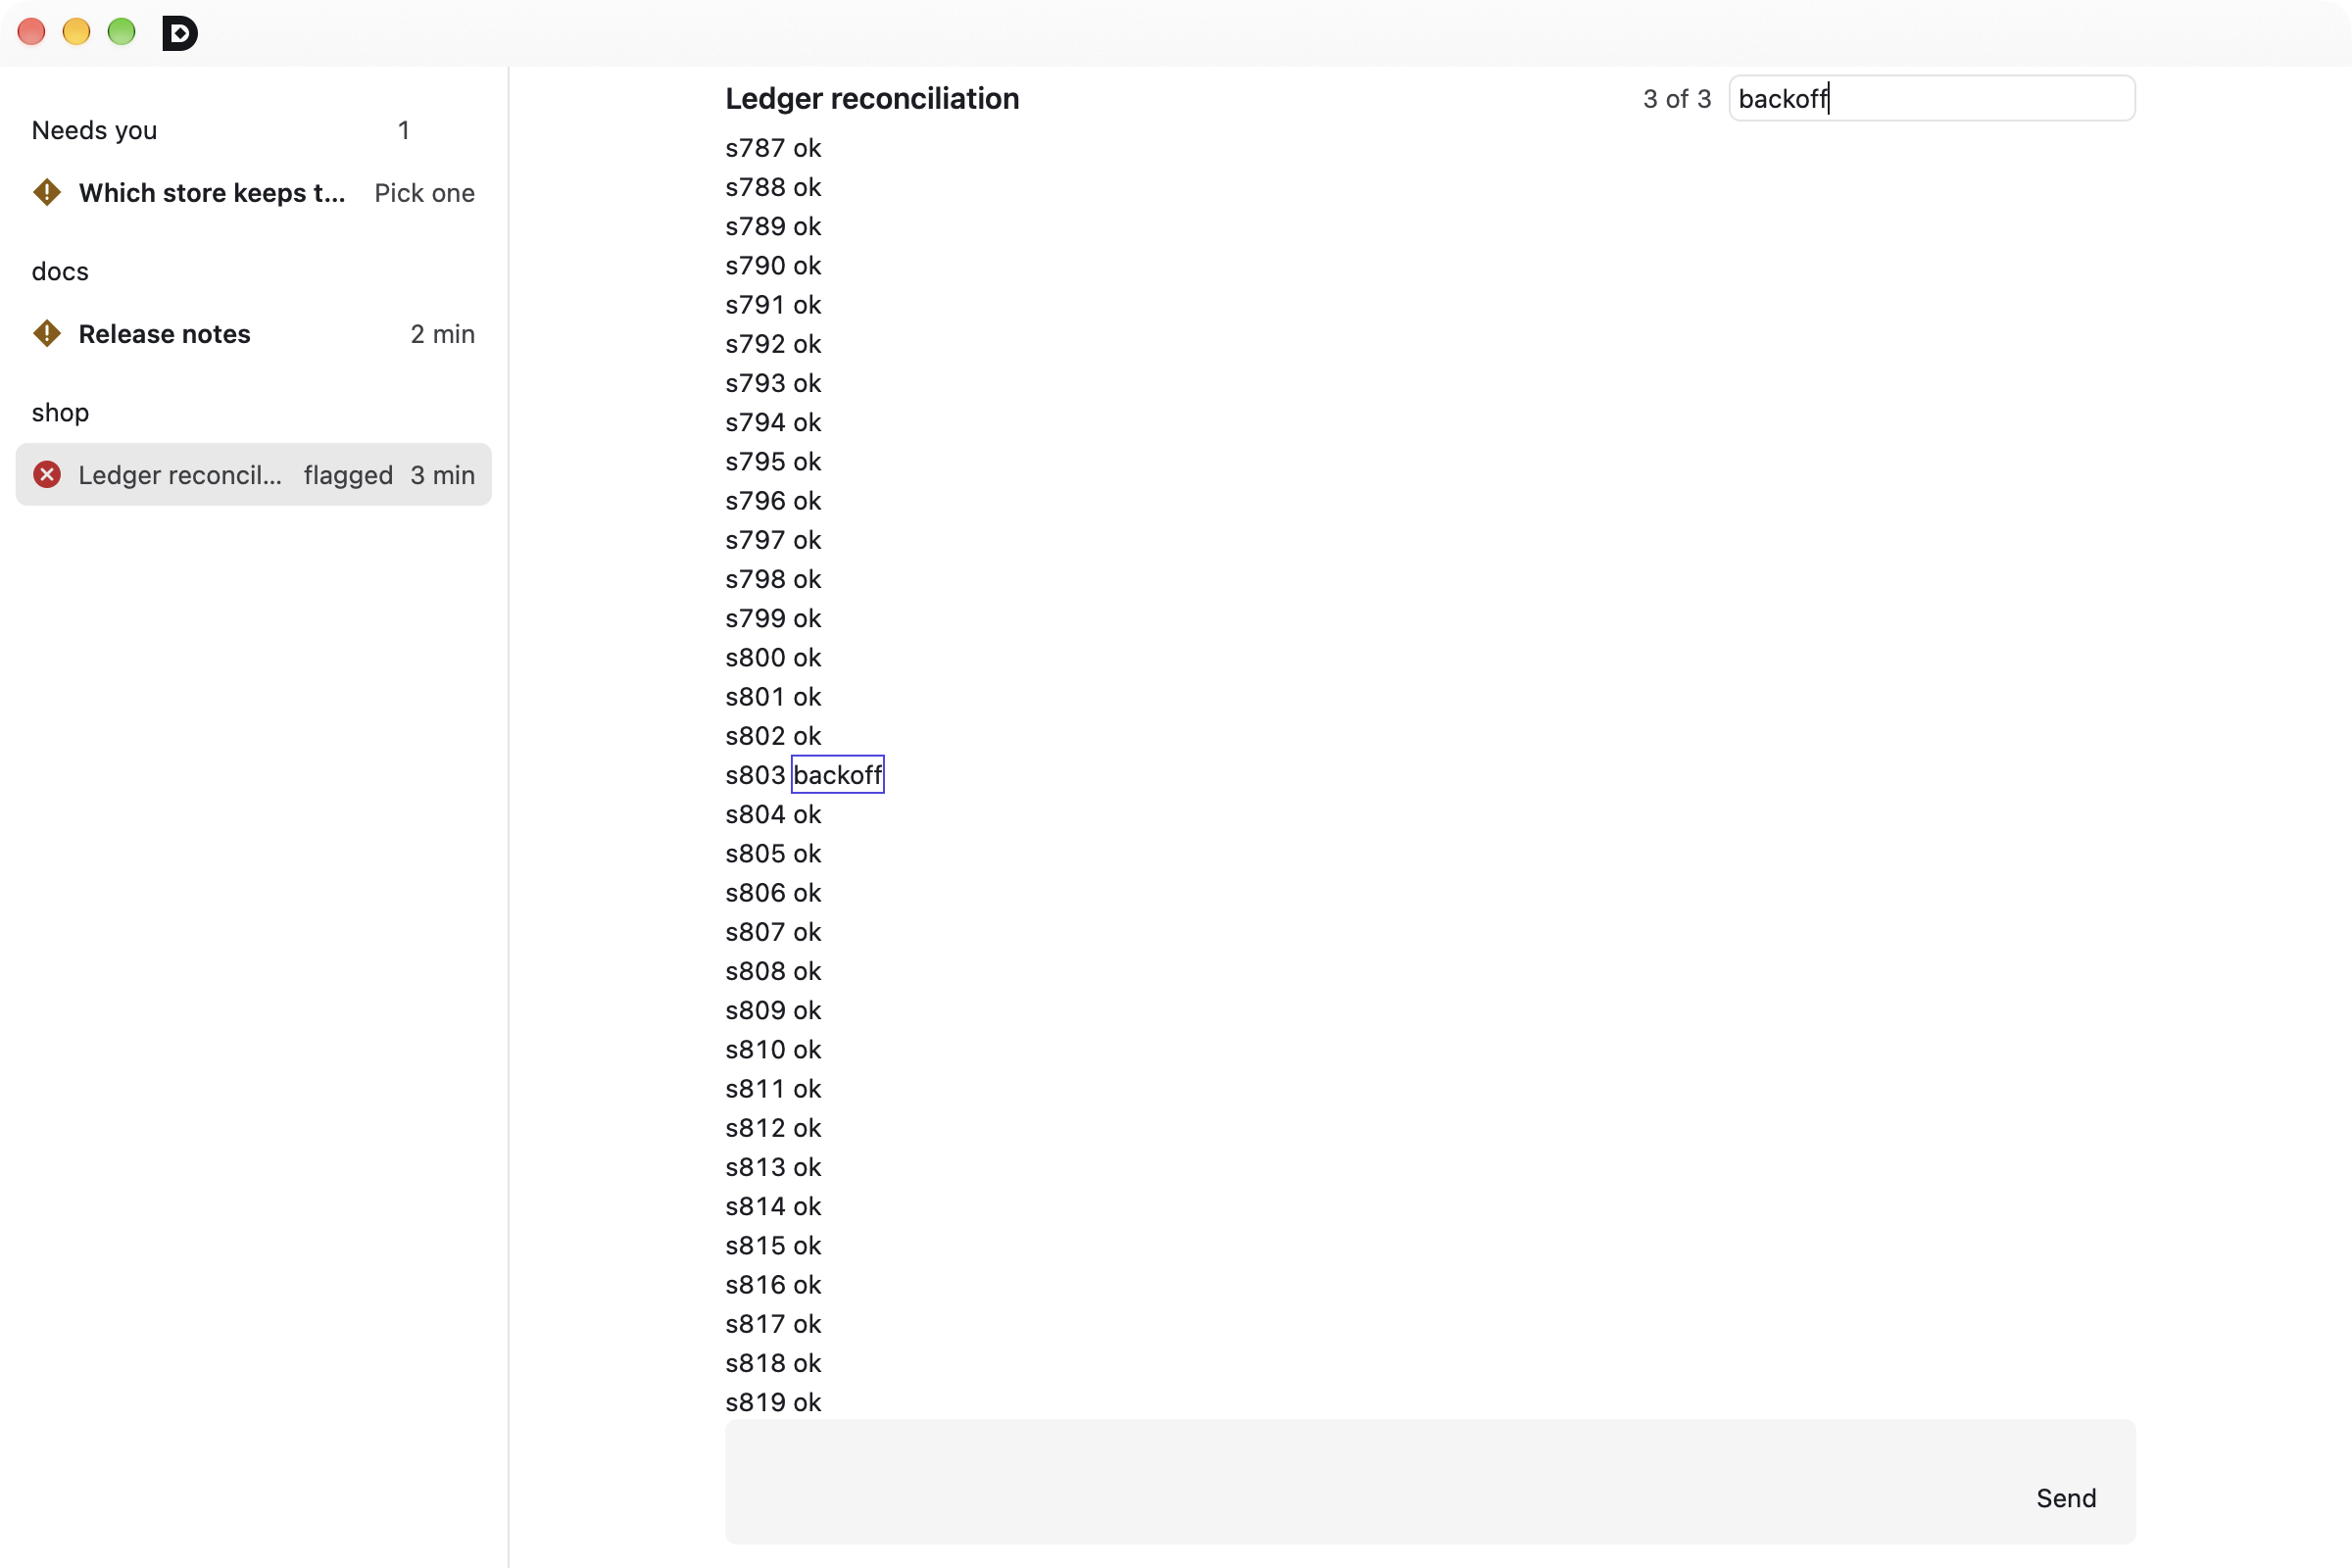 Needs you 1
Which store keeps t... Pick one
docs
Release notes 2 min
shop
Ledger reconcil... flagged 3 min
Ledger reconciliation 3 of 3 backoff
s787 ok
s788 ok
s789 ok
s790 ok
s791 ok
s792 ok
s793 ok
s794 ok
s795 ok
s796 ok
s797 ok
s798 ok
s799 ok
s800 ok
s801 ok
s802 ok
s803 backoff
s804 ok
s805 ok
s806 ok
s807 ok
s808 ok
s809 ok
s810 ok
s811 ok
s812 ok
s813 ok
s814 ok
s815 ok
s816 ok
s817 ok
s818 ok
s819 ok
Send